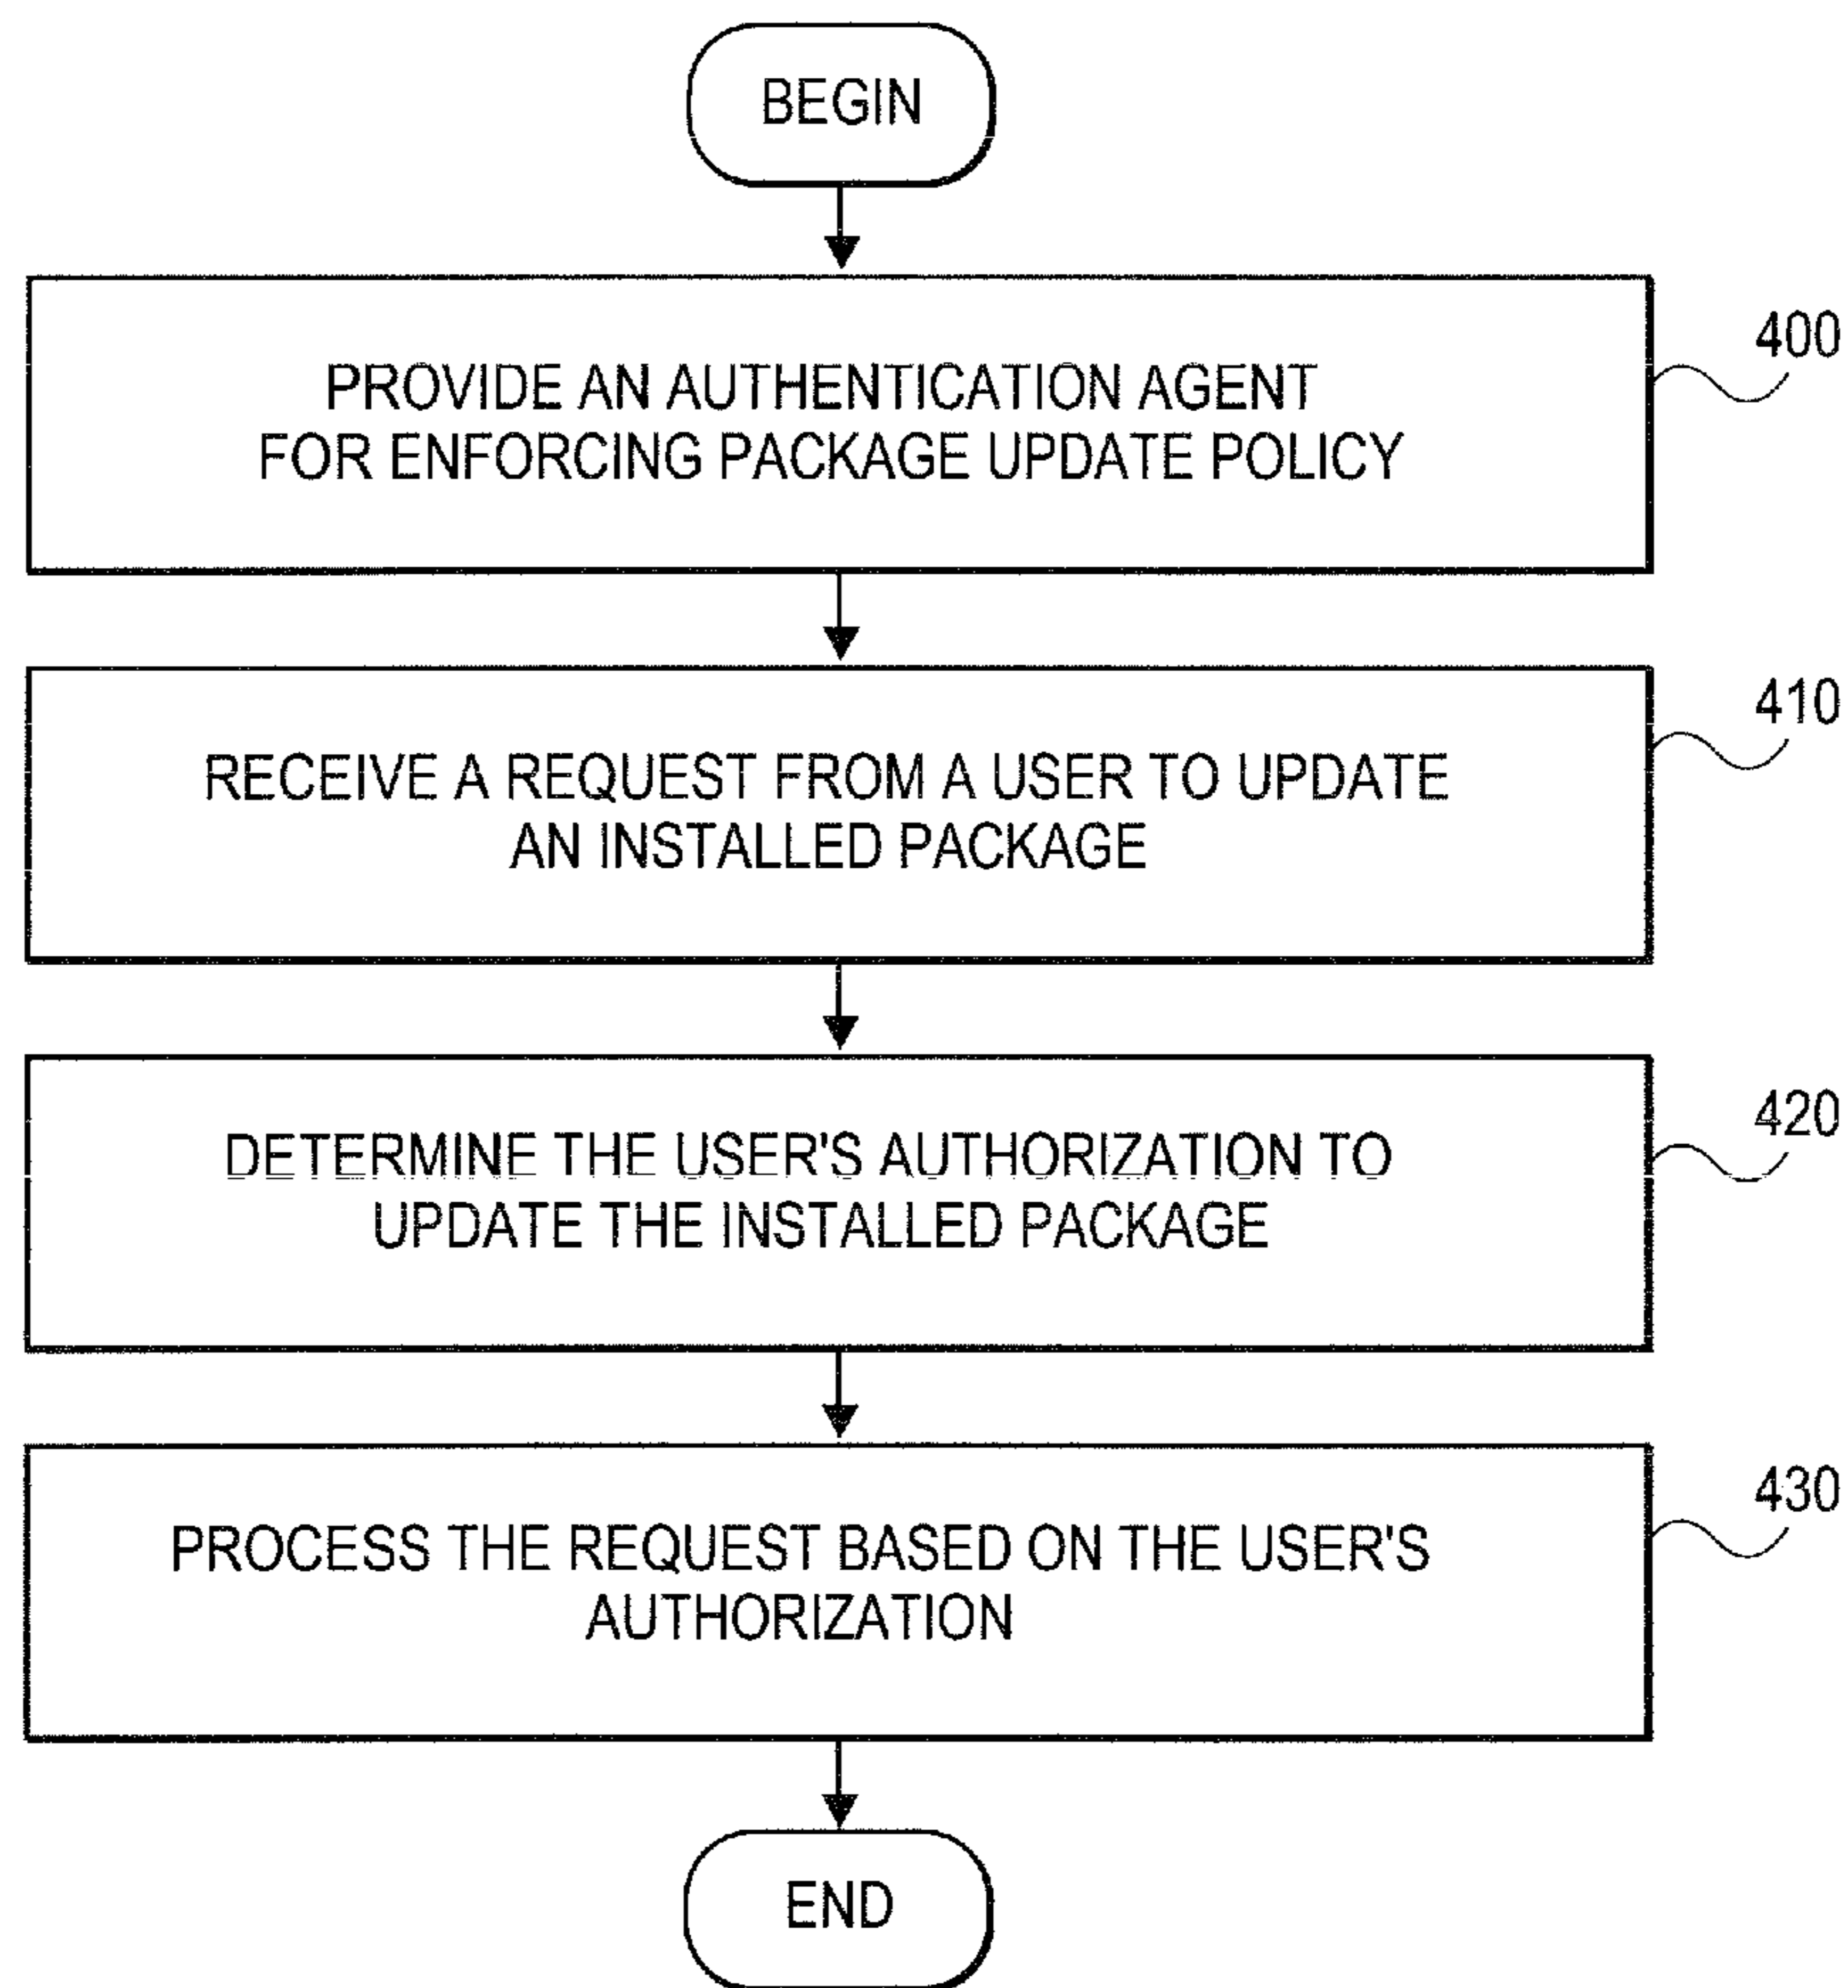 BEGIN
PROVIDE AN AUTHENTICATION AGENT
FOR ENFORCING PACKAGE UPDATE POLICY
400
RECEIVE A REQUEST FROM A USER TO UPDATE
AN INSTALLED PACKAGE
410
DETERMINE THE USER'S AUTHORIZATION TO
UPDATE THE INSTALLED PACKAGE
420
PROCESS THE REQUEST BASED ON THE USER'S
AUTHORIZATION
430
END